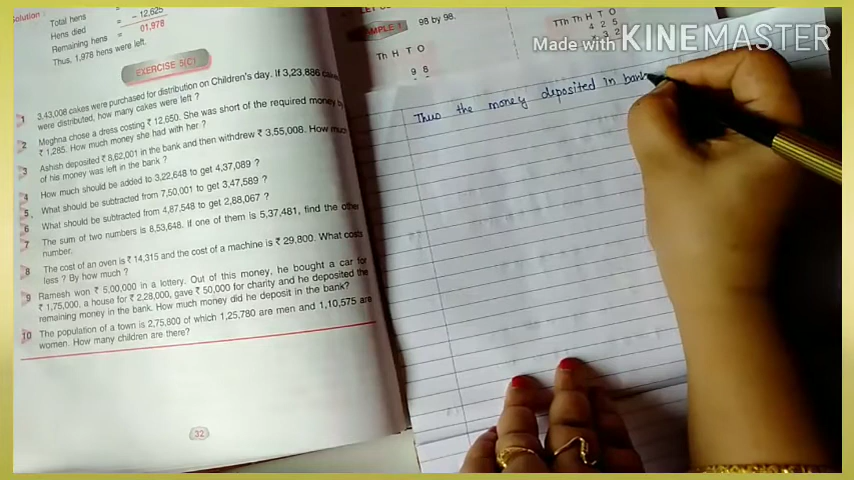 Solution :
Total hens =
Hens died = – 12,625
Remaining hens = 01,978
Thus, 1,978 hens were left.
EXERCISE 5(C)
1 3,43,008 cakes were purchased for distribution on Children's day. If 3,23,886 cakes
were distributed, how many cakes were left ?
2 Meghna chose a dress costing ₹ 12,650. She was short of the required money by
₹ 1,285. How much money she had with her ?
3 Ashish deposited ₹ 8,62,001 in the bank and then withdrew ₹ 3,55,008. How much
of his money was left in the bank ?
4 How much should be added to 3,22,648 to get 4,37,089 ?
5. What should be subtracted from 7,50,001 to get 3,47,589 ?
6 What should be subtracted from 4,87,548 to get 2,88,067 ?
7 The sum of two numbers is 8,53,648. If one of them is 5,37,481, find the other
number.
8 The cost of an oven is ₹ 14,315 and the cost of a machine is ₹ 29,800. What costs
less ? By how much ?
9 Ramesh won ₹ 5,00,000 in a lottery. Out of this money, he bought a car for
₹ 1,75,000, a house for ₹ 2,28,000, gave ₹ 50,000 for charity and he deposited the
remaining money in the bank. How much money did he deposit in the bank?
10 The population of a town is 2,75,800 of which 1,25,780 are men and 1,10,575 are
women. How many children are there?
32
98 by 98.
Th H T O
9 8
TTh Th H T O
4 2 5
3 2
Made with KINEMASTER
Thus the money deposited in bank